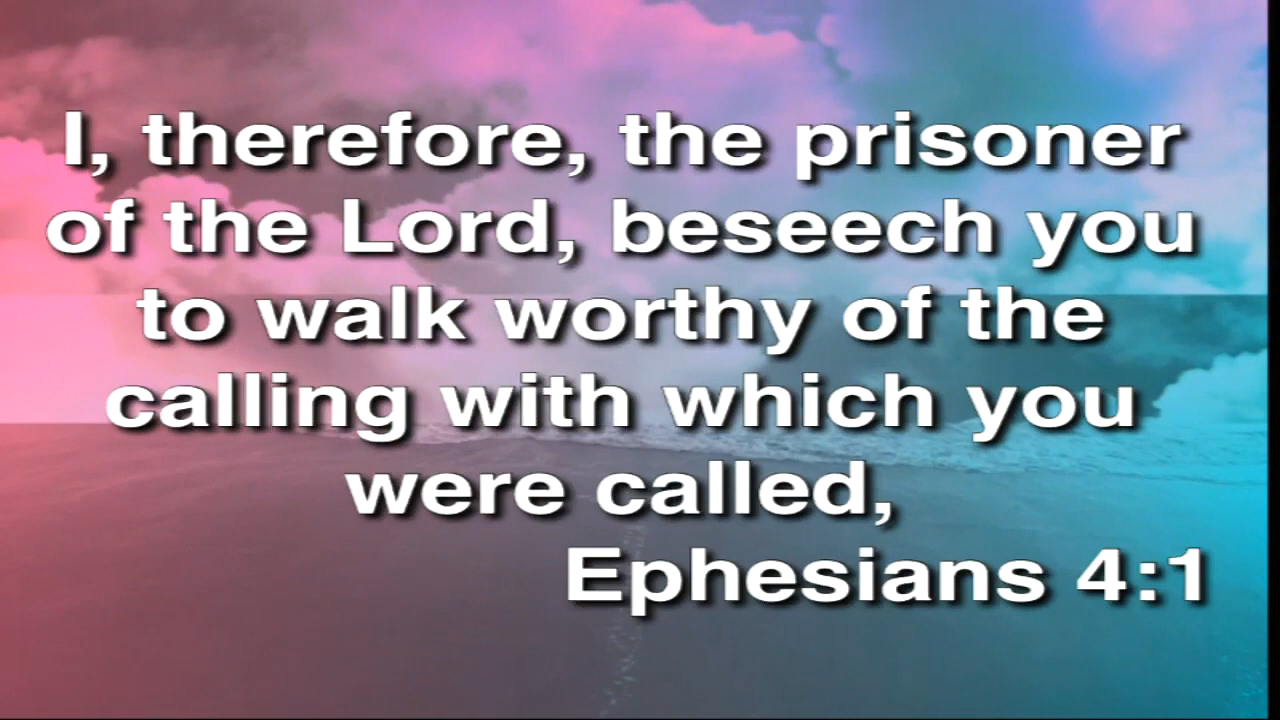 I, therefore, the prisoner
of the Lord, beseech you
to walk worthy of the
calling with which you
were called,
Ephesians 4:1